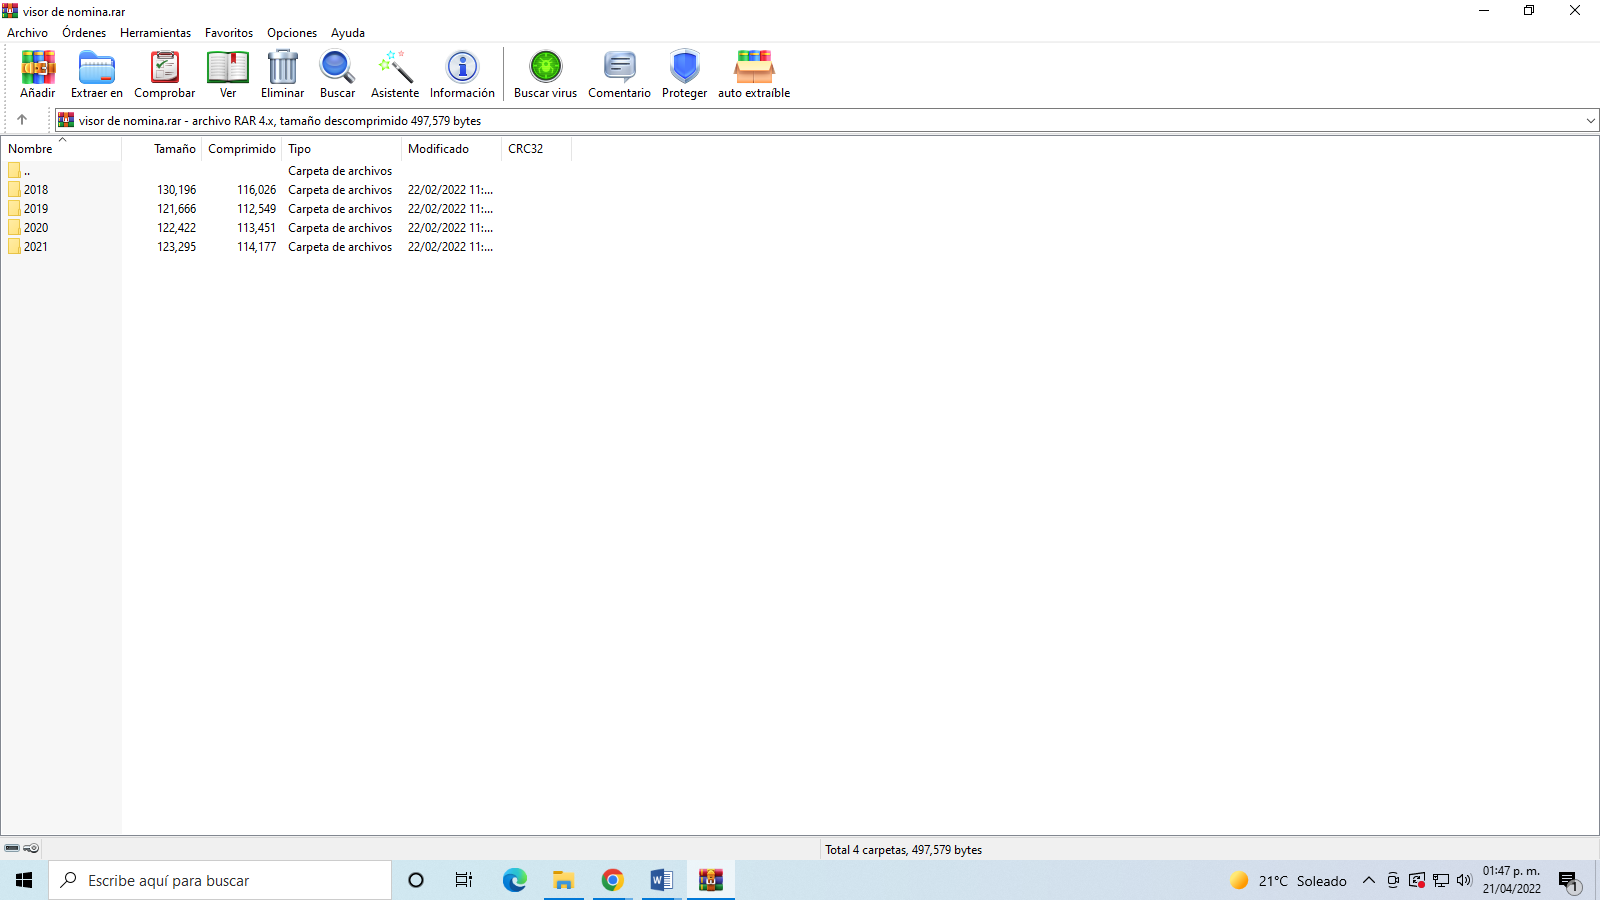 visor de nomina.rar
Archivo Órdenes Herramientas Favoritos Opciones Ayuda
Añadir Extraer en Comprobar Ver Eliminar Buscar Asistente Información Buscar virus Comentario Proteger auto extraíble
visor de nomina.rar - archivo RAR 4.x, tamaño descomprimido 497,579 bytes
Nombre Tamaño Comprimido Tipo Modificado CRC32
.. Carpeta de archivos
2018 130,196 116,026 Carpeta de archivos 22/02/2022 11:...
2019 121,666 112,549 Carpeta de archivos 22/02/2022 11:...
2020 122,422 113,451 Carpeta de archivos 22/02/2022 11:...
2021 123,295 114,177 Carpeta de archivos 22/02/2022 11:...
Total 4 carpetas, 497,579 bytes
Escribe aquí para buscar
21°C Soleado
01:47 p. m.
21/04/2022
1